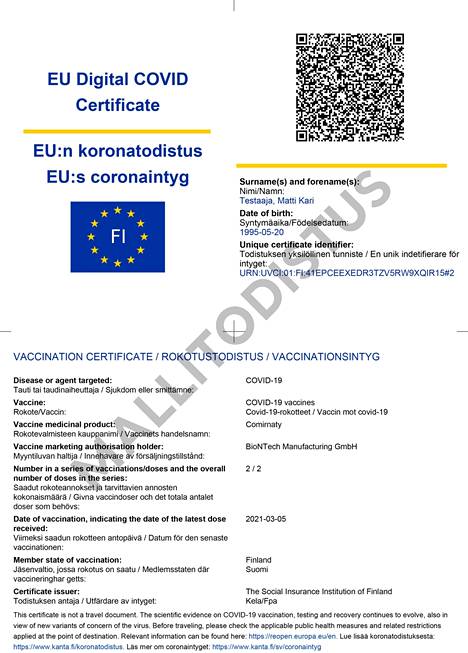 EU Digital COVID
Certificate
EU:n koronatodistus
EU:s coronaintyg
FI
Surname(s) and forename(s):
Nimi/Namn:
Testaaja, Matti Kari
Date of birth:
Syntymäaika/Födelsedatum:
1995-05-20
Unique certificate identifier:
Todistuksen yksilöllinen tunniste / En unik indetifierare för
intyget:
URN:UVCI:01:FI:41EPCEEXEDR3TZV5RW9XQIR15#2
MALLITODISTUS
VACCINATION CERTIFICATE / ROKOTUSTODISTUS / VACCINATIONSINTYG
Disease or agent targeted:
Tauti tai taudinaiheuttaja / Sjukdom eller smittämne:
COVID-19
Vaccine:
Rokote/Vaccin:
COVID-19 vaccines
Covid-19-rokotteet / Vaccin mot covid-19
Vaccine medicinal product:
Rokotevalmisteen kauppanimi / Vaccinets handelsnamn:
Comirnaty
Vaccine marketing authorisation holder:
Myyntiluvan haltija / Innehavare av försäljningstillstånd:
BioNTech Manufacturing GmbH
Number in a series of vaccinations/doses and the overall
number of doses in the series:
Saadut rokoteannokset ja tarvittavien annosten
kokonaismäärä / Givna vaccindoser och det totala antalet
doser som behövs:
2 / 2
Date of vaccination, indicating the date of the latest dose
received:
Viimeksi saadun rokotteen antopäivä / Datum för den senaste
vaccinationen:
2021-03-05
Member state of vaccination:
Jäsenvaltio, jossa rokotus on saatu / Medlemsstaten där
vaccineringhar getts:
Finland
Suomi
Certificate issuer:
Todistuksen antaja / Utfärdare av intyget:
The Social Insurance Institution of Finland
Kela/Fpa
This certificate is not a travel document. The scientific evidence on COVID-19 vaccination, testing and recovery continues to evolve, also in
view of new variants of concern of the virus. Before traveling, please check the applicable public health measures and related restrictions
applied at the point of destination. Relevant information can be found here: https://reopen.europa.eu/en. Lue lisää koronatodistuksesta:
https://www.kanta.fi/koronatodistus. Läs mer om coronaintyget: https://www.kanta.fi/sv/coronaintyg